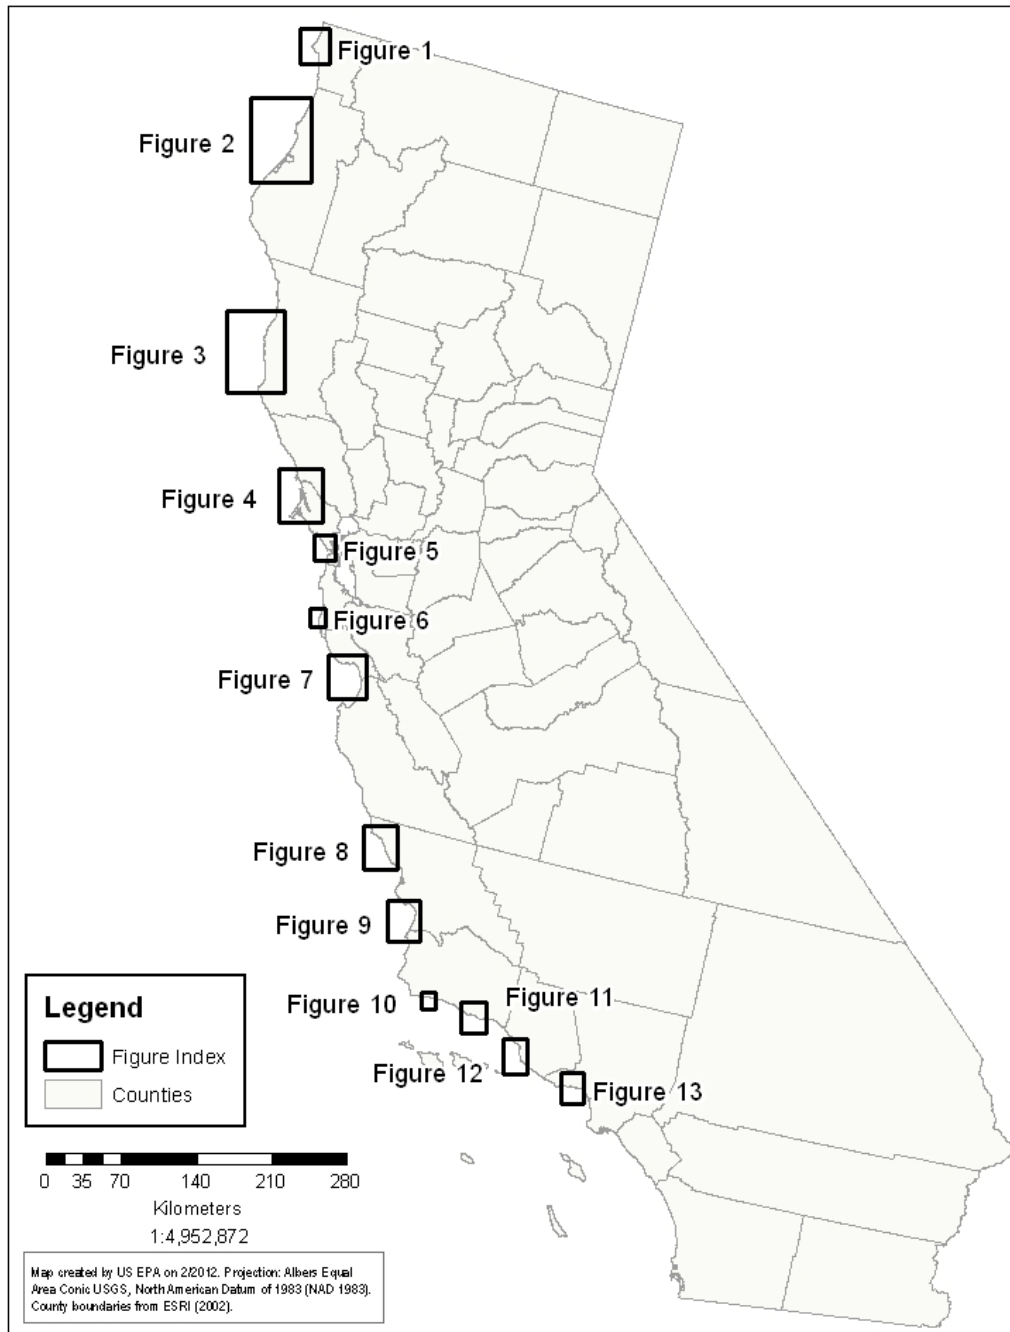 Figure 1
Figure 2
Figure 3
Figure 4
Figure 5
Figure 6
Figure 7
Figure 8
Figure 9
Figure 10
Figure 11
Figure 12
Figure 13
Legend
Figure Index
Counties
0 35 70 140 210 280
Kilometers
1:4,952,872
Map created by US EPA on 2/2012. Projection: Albers Equal
Area Conic USGS, North American Datum of 1983 (NAD 1983).
County boundaries from ESRI (2002).